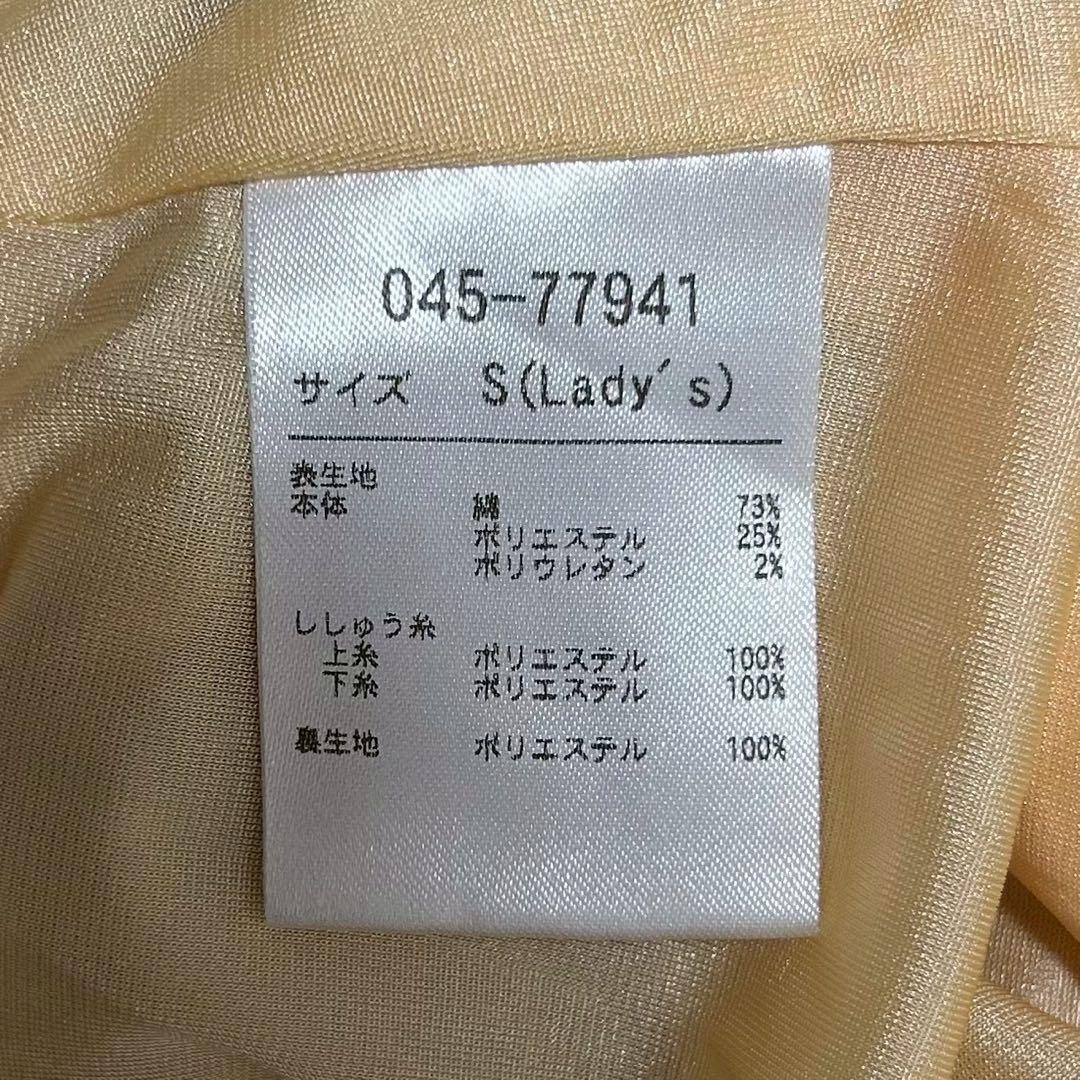 045-77941
サイズ S(Lady's)
表生地
本体 綿 73%
ポリエステル 25%
ポリウレタン 2%
ししゅう糸
上糸 ポリエステル 100%
下糸 ポリエステル 100%
裏生地 ポリエステル 100%